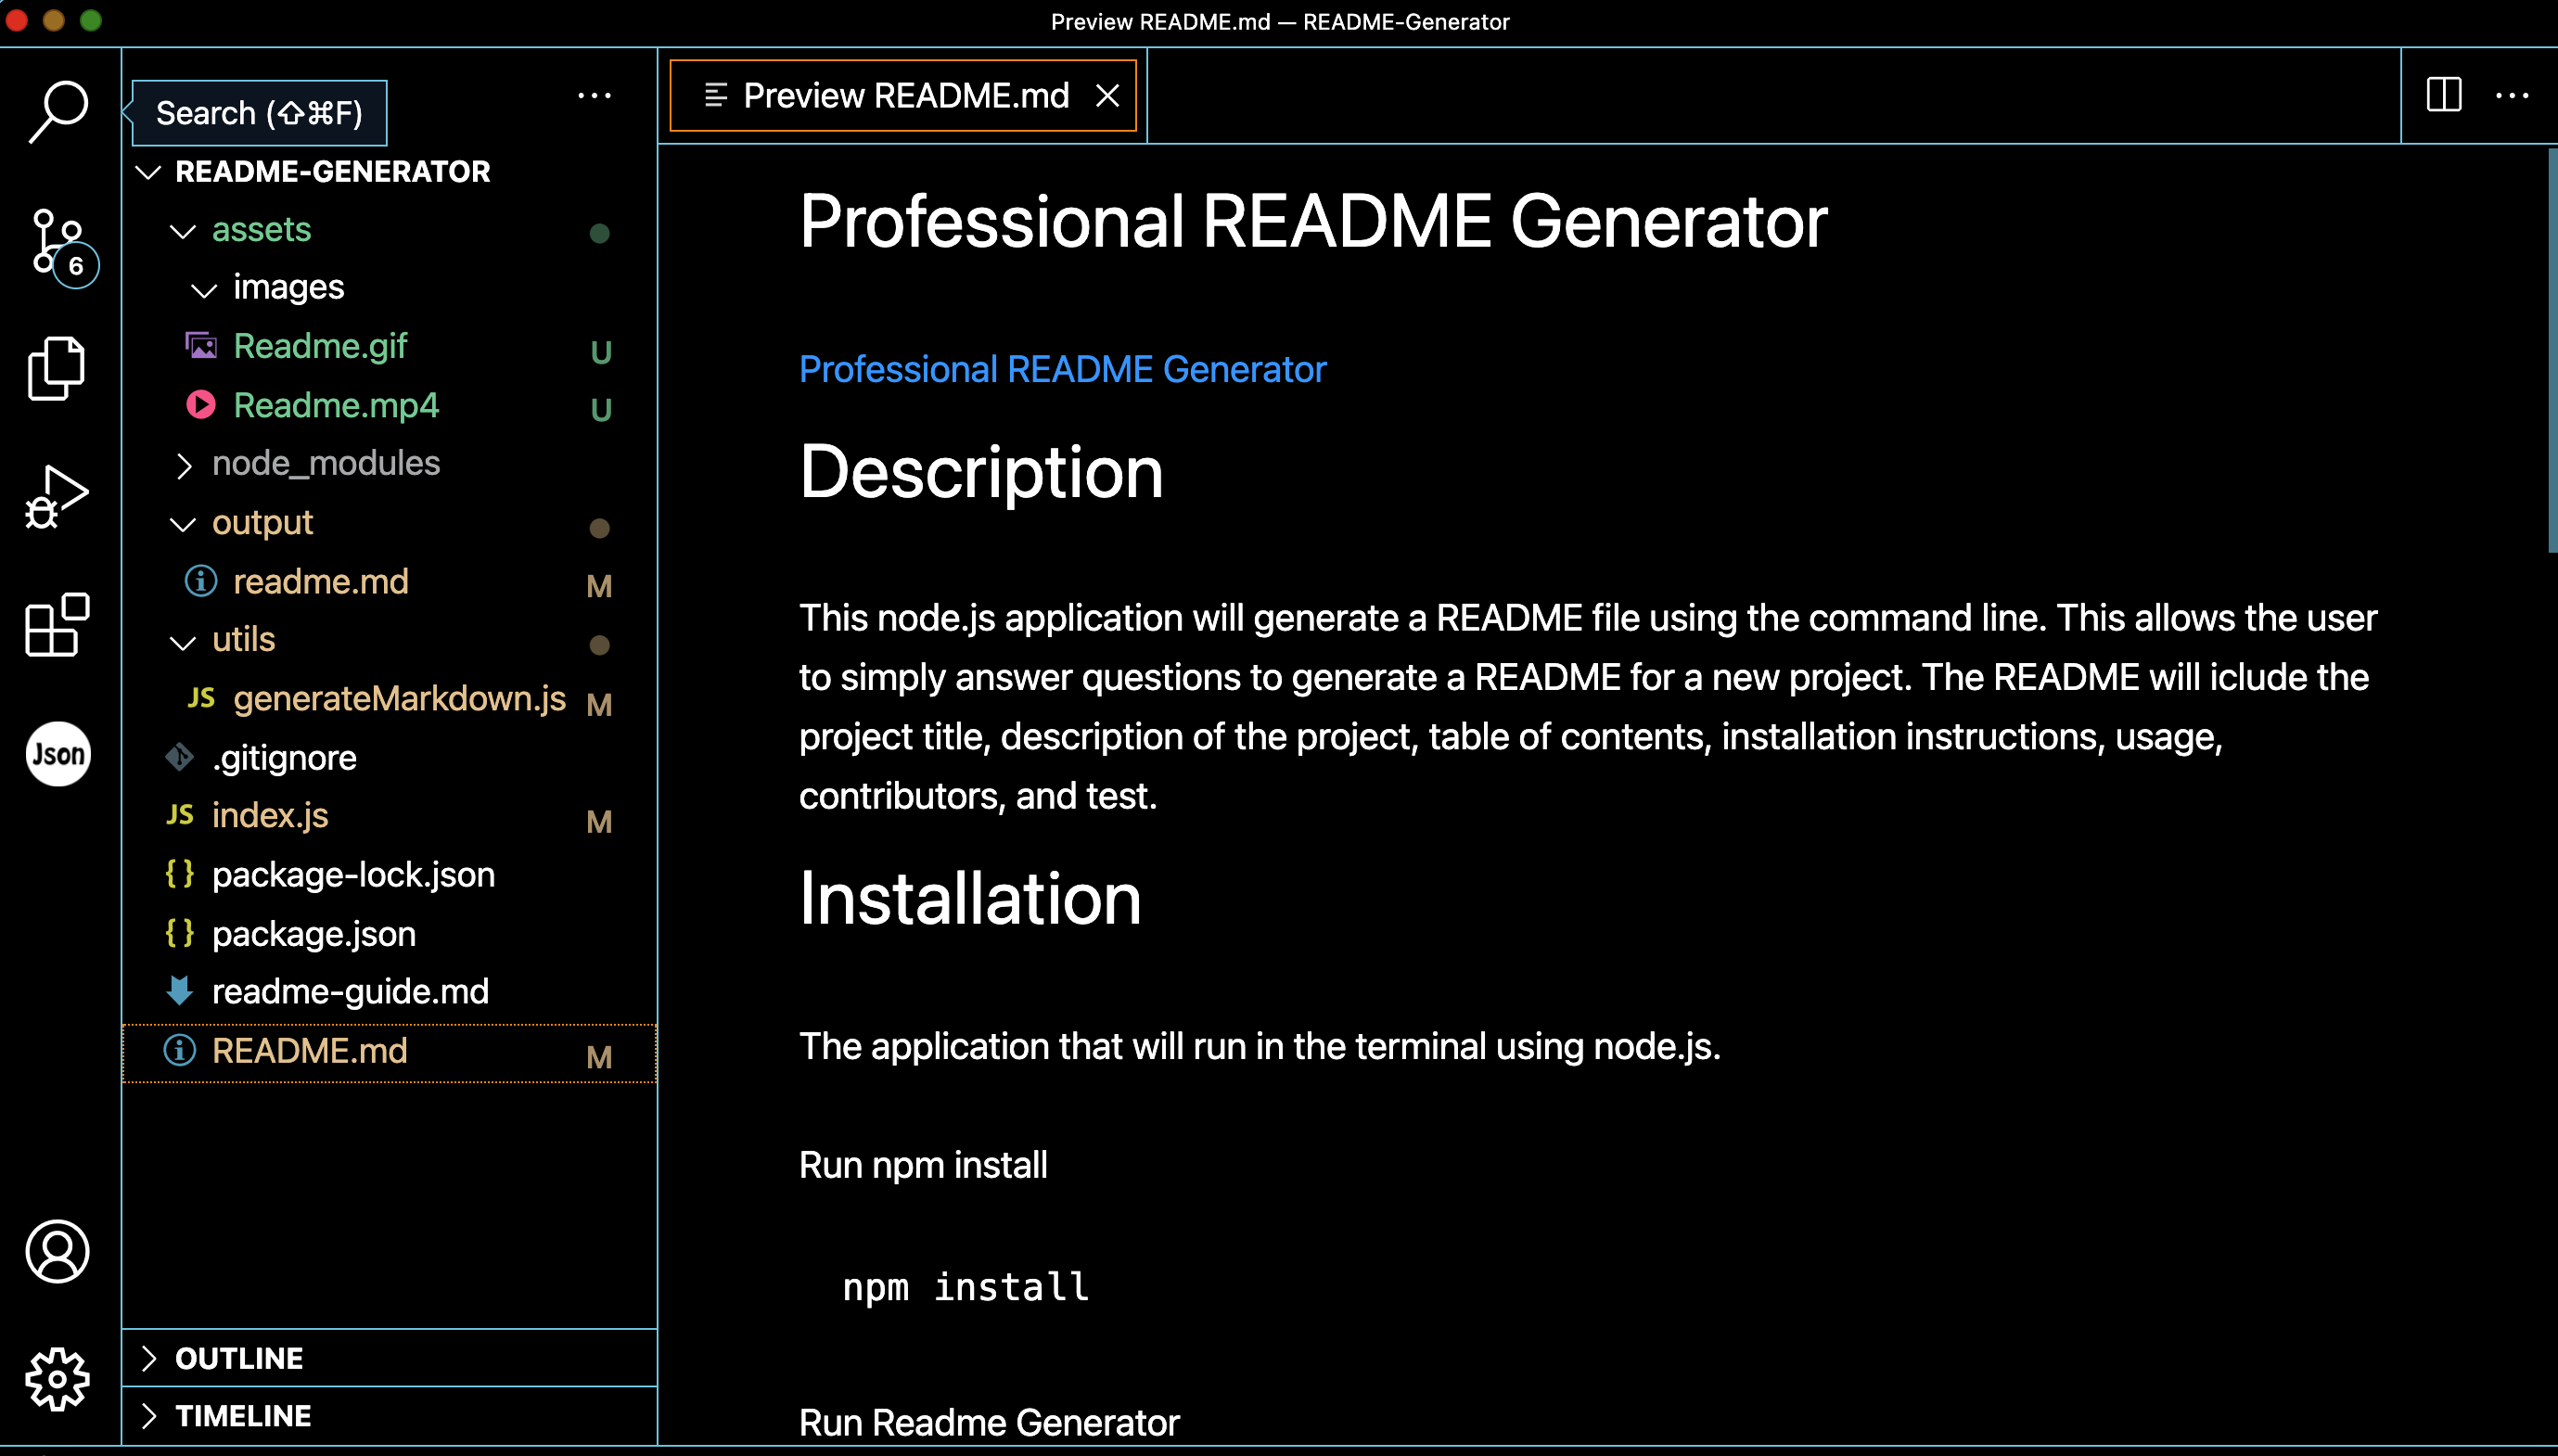 Preview README.md — README-Generator
Search (⇧⌘F)
README-GENERATOR
assets
images
Readme.gif U
Readme.mp4 U
node_modules
output
readme.md M
utils
JS generateMarkdown.js M
.gitignore
JS index.js M
{} package-lock.json
{} package.json
readme-guide.md
README.md M
OUTLINE
TIMELINE
6
Json
Preview README.md
Professional README Generator
Professional README Generator
Description
This node.js application will generate a README file using the command line. This allows the user
to simply answer questions to generate a README for a new project. The README will iclude the
project title, description of the project, table of contents, installation instructions, usage,
contributors, and test.
Installation
The application that will run in the terminal using node.js.
Run npm install
npm install
Run Readme Generator